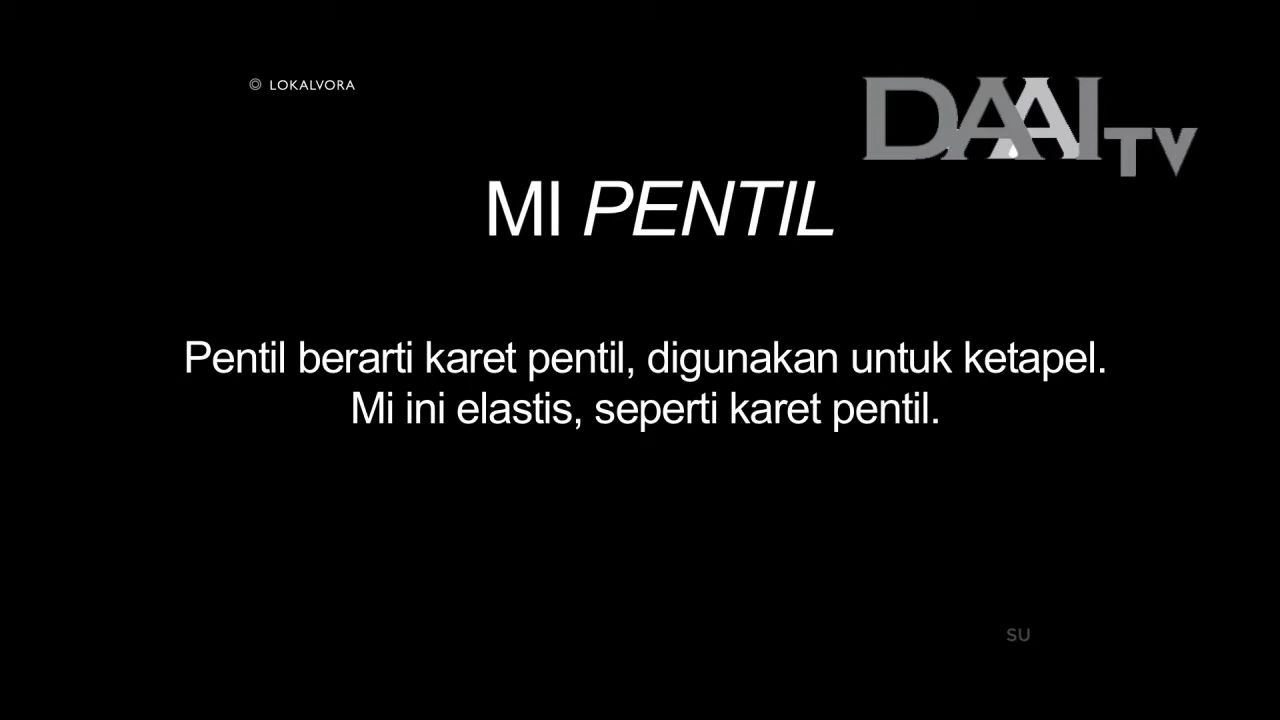 © LOKALVORA
DAAI TV
MI PENTIL
Pentil berarti karet pentil, digunakan untuk ketapel.
Mi ini elastis, seperti karet pentil.
SU